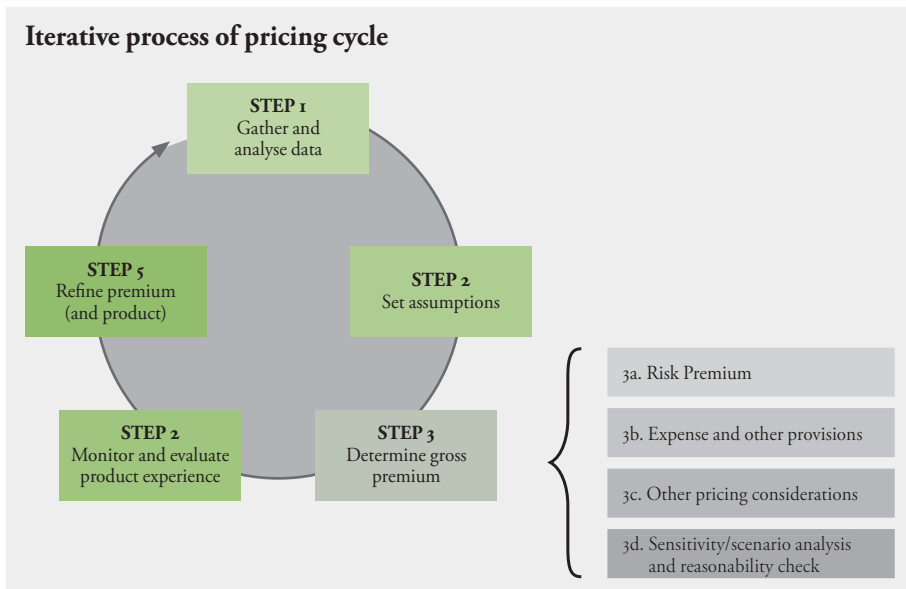 Iterative process of pricing cycle
STEP 1
Gather and
analyse data
STEP 2
Set assumptions
STEP 3
Determine gross
premium
3a. Risk Premium
3b. Expense and other provisions
3c. Other pricing considerations
3d. Sensitivity/scenario analysis
and reasonability check
STEP 2
Monitor and evaluate
product experience
STEP 5
Refine premium
(and product)